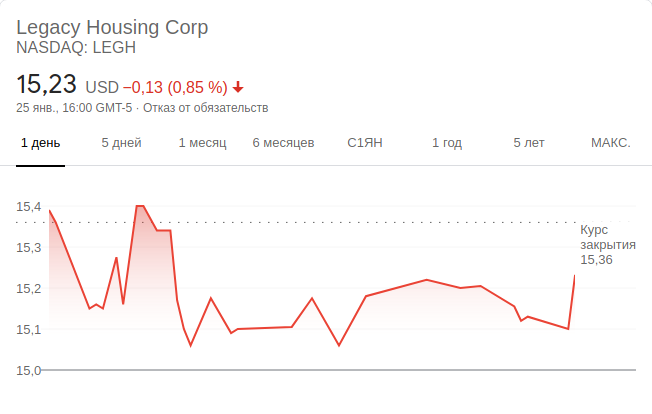 Legacy Housing Corp
NASDAQ: LEGH
15,23 USD −0,13 (0,85 %)
25 янв., 16:00 GMT-5 · Отказ от обязательств
1 день 5 дней 1 месяц 6 месяцев С1ЯН 1 год 5 лет МАКС.
15,4
Курс
закрытия
15,36
15,3
15,2
15,1
15,0